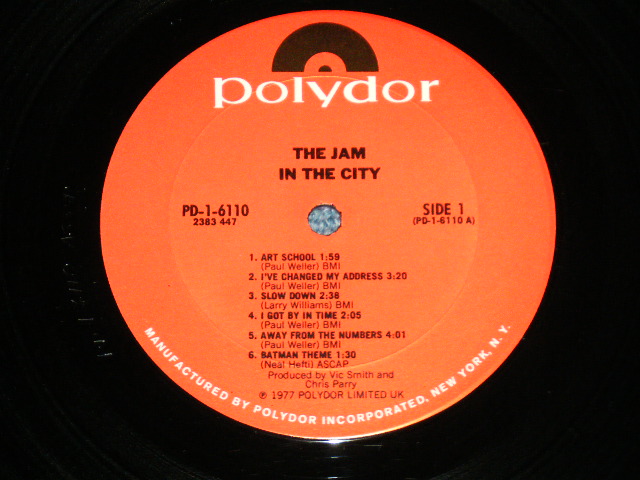 polydor
THE JAM
IN THE CITY
PD-1-6110
2383 447
SIDE 1
(PD-1-6110 A)
1. ART SCHOOL 1:59
(Paul Weller) BMI
2. I'VE CHANGED MY ADDRESS 3:20
(Paul Weller) BMI
3. SLOW DOWN 2:38
(Larry Williams) BMI
4. I GOT BY IN TIME 2:05
(Paul Weller) BMI
5. AWAY FROM THE NUMBERS 4:01
(Paul Weller) BMI
6. BATMAN THEME 1:30
(Neal Hefti) ASCAP
Produced by Vic Smith and
Chris Parry
℗ 1977 POLYDOR LIMITED UK
MANUFACTURED BY POLYDOR INCORPORATED, NEW YORK, N.Y.